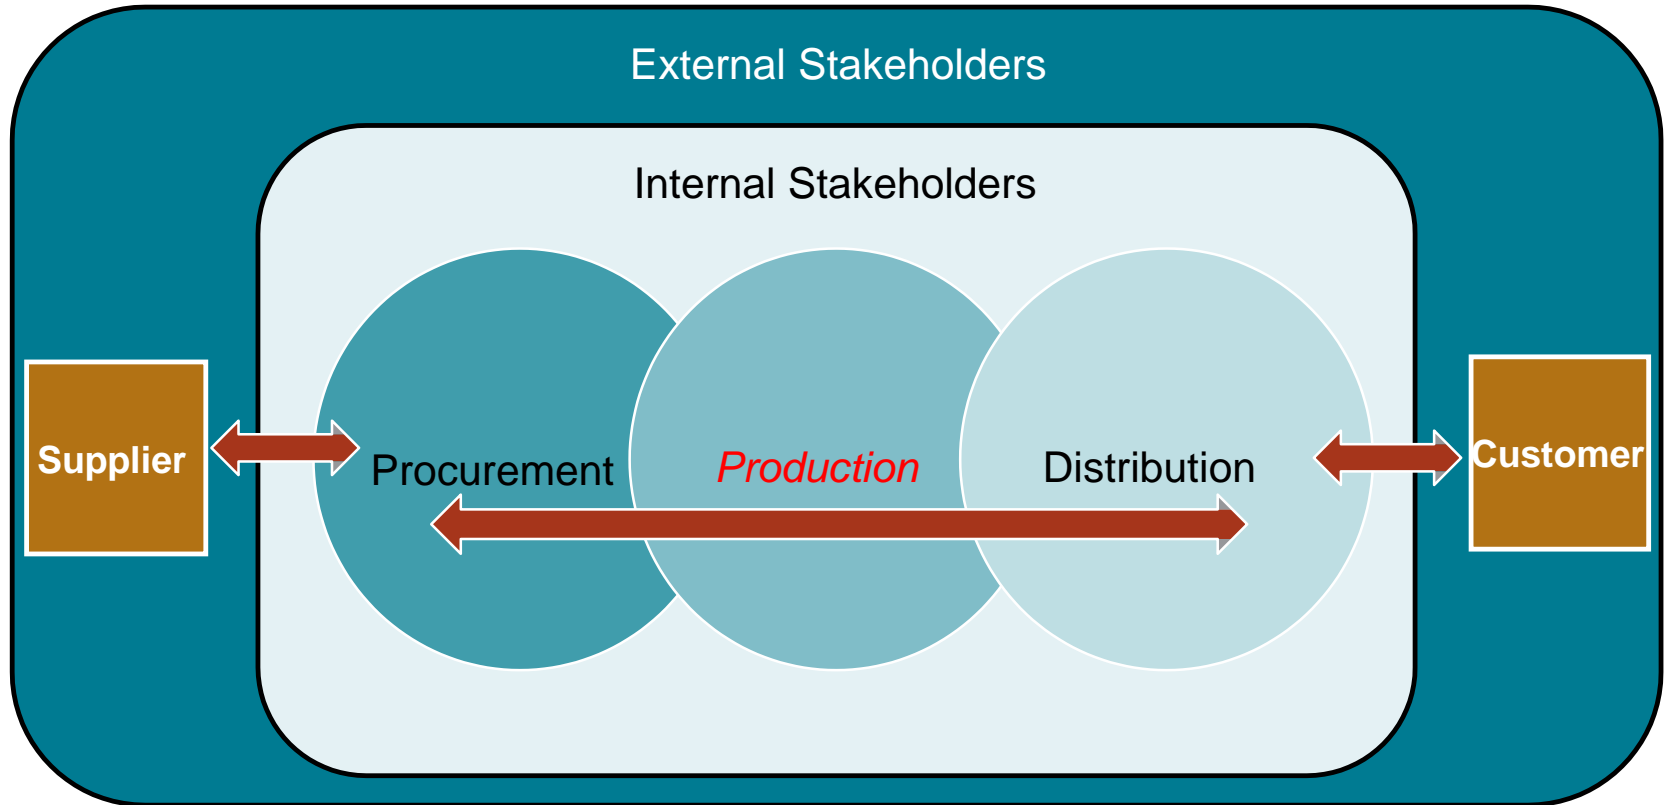 External Stakeholders
Internal Stakeholders
Supplier
Procurement
Production
Distribution
Customer